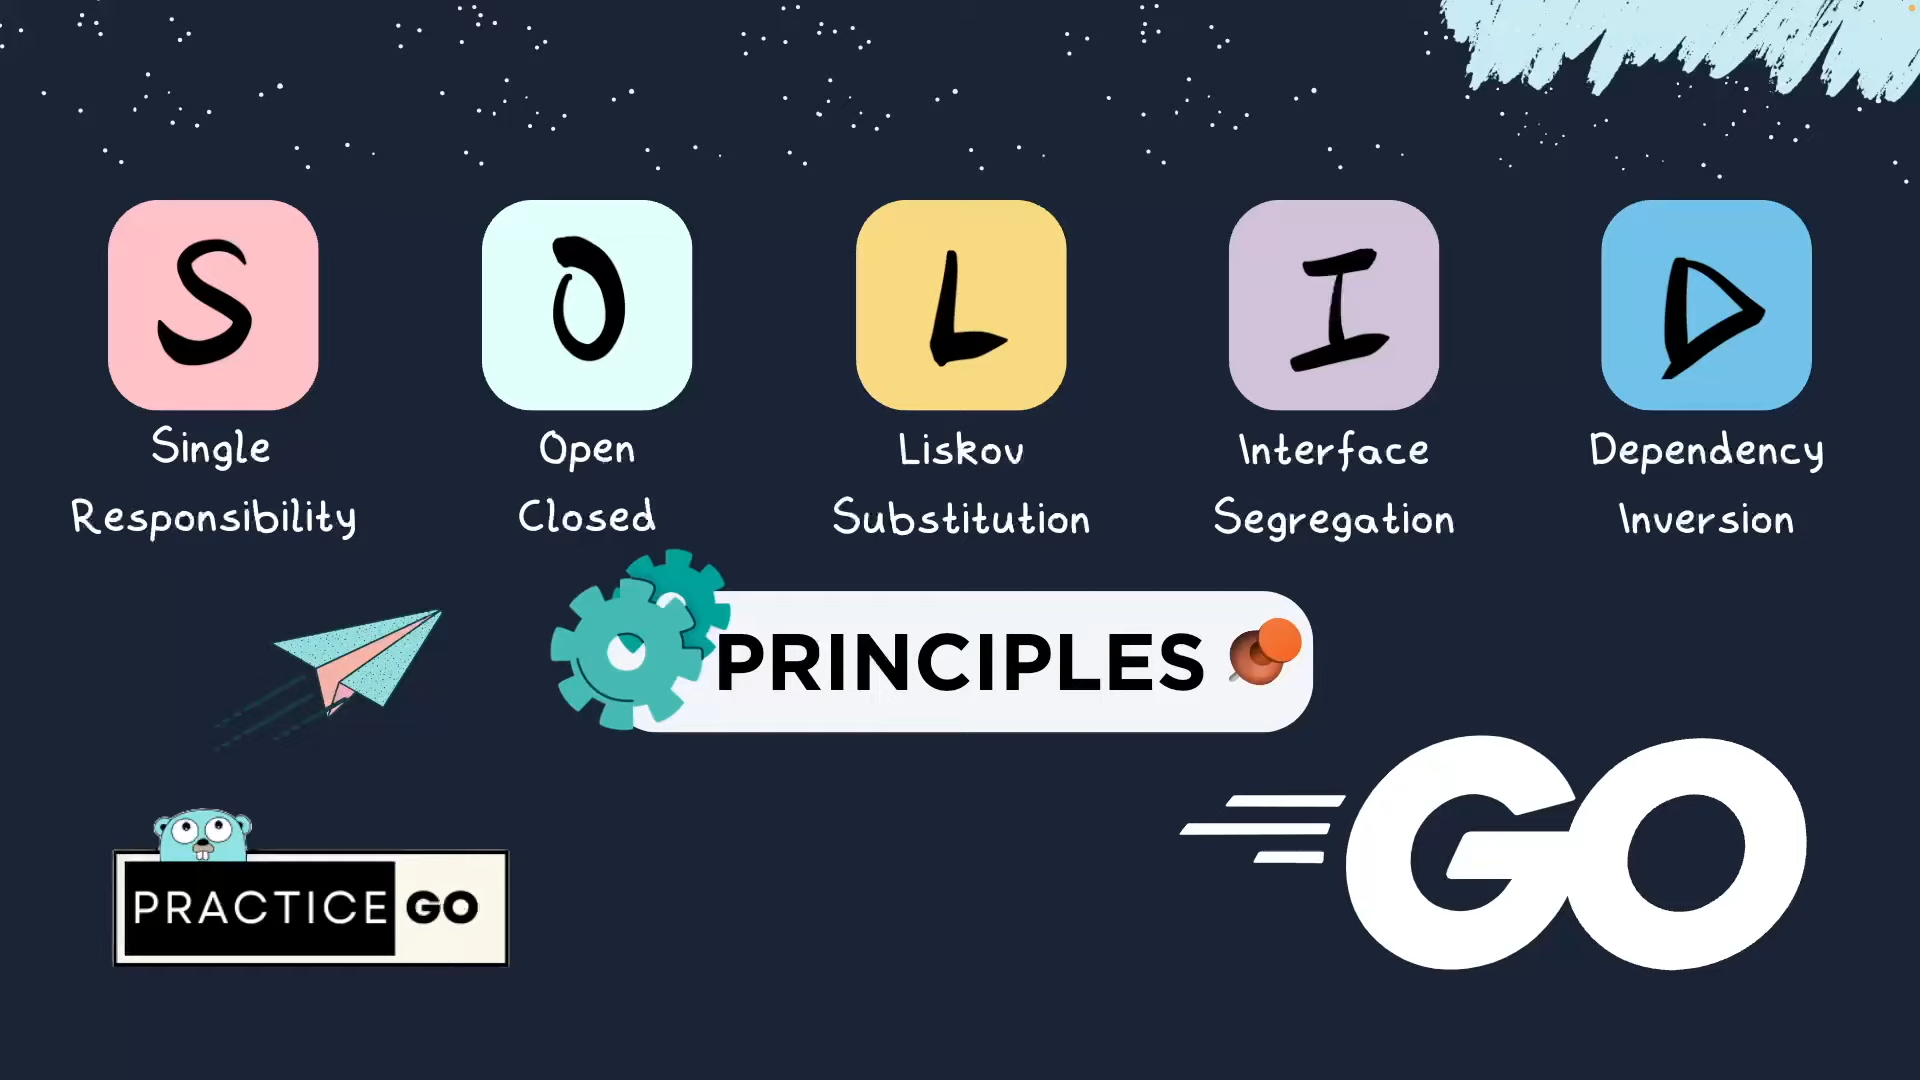 S O L I D
Single Open Liskov Interface Dependency
Responsibility Closed Substitution Segregation Inversion
PRINCIPLES
GO
PRACTICE GO